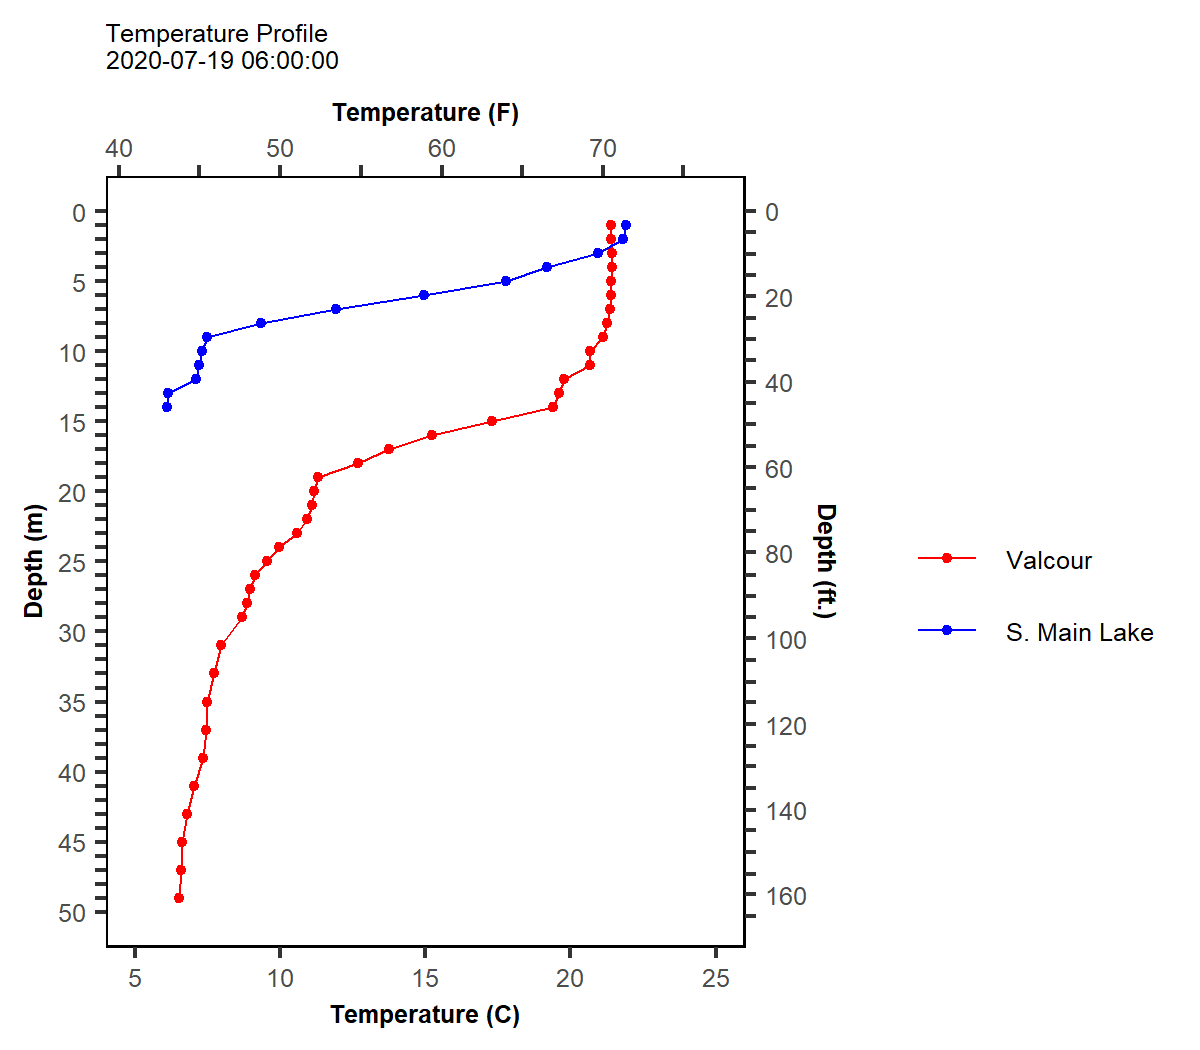 Temperature Profile
2020-07-19 06:00:00
Temperature (F)
40 50 60 70
0
5
10
15
20
25
30
35
40
45
50
Depth (m)
0
20
40
60
80
100
120
140
160
Depth (ft.)
Valcour
S. Main Lake
5 10 15 20 25
Temperature (C)